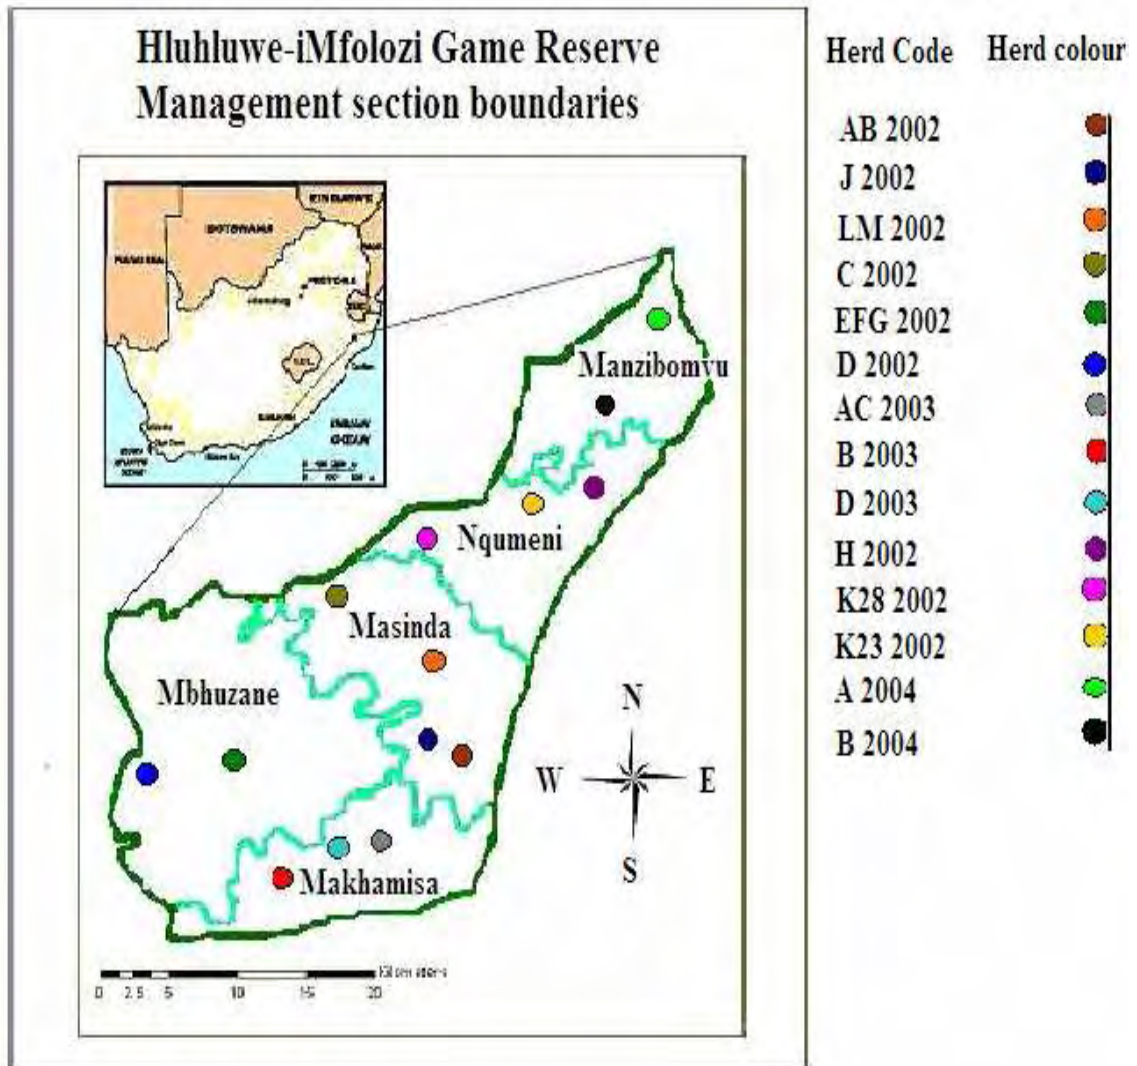 Hluhluwe-iMfolozi Game Reserve
Management section boundaries
Herd Code Herd colour
AB 2002
J 2002
LM 2002
C 2002
EFG 2002
D 2002
AC 2003
B 2003
D 2003
H 2002
K28 2002
K23 2002
A 2004
B 2004
BOTSWANA
Manzibomvu
Nqumeni
Masinda
Mbhuzane
Makhamisa
N
W E
S
Kilometers
0 2.5 5 10 15 20